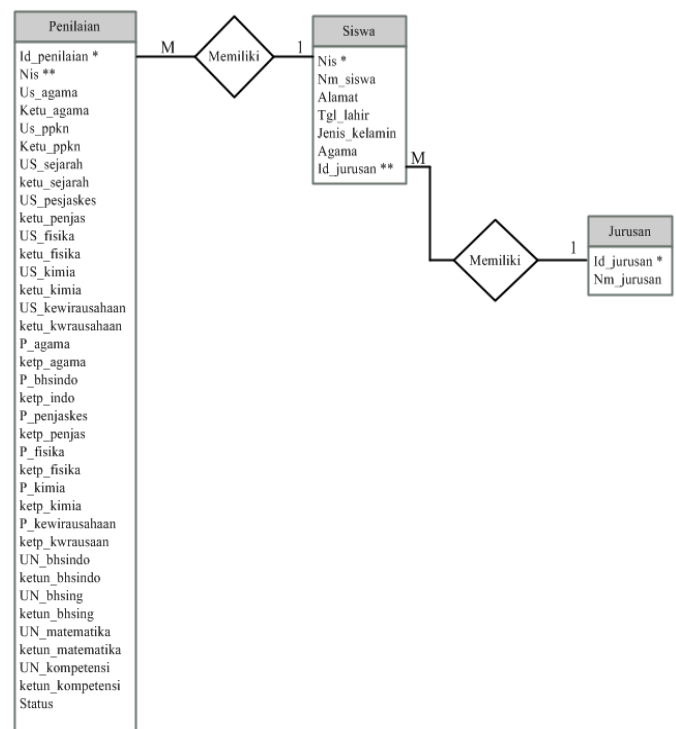 Penilaian
Id_penilaian *
Nis **
Us_agama
Ketu_agama
Us_ppkn
Ketu_ppkn
US_sejarah
ketu_sejarah
US_pesjaskes
ketu_penjas
US_fisika
ketu_fisika
US_kimia
ketu_kimia
US_kewirausahaan
ketu_kwrausahaan
P_agama
ketp_agama
P_bhsindo
ketp_indo
P_penjaskes
ketp_penjas
P_fisika
ketp_fisika
P_kimia
ketp_kimia
P_kewirausahaan
ketp_kwrausaan
UN_bhsindo
ketun_bhsindo
UN_bhsing
ketun_bhsing
UN_matematika
ketun_matematika
UN_kompetensi
ketun_kompetensi
Status
M
Memiliki
1
Siswa
Nis *
Nm_siswa
Alamat
Tgl_lahir
Jenis_kelamin
Agama
Id_jurusan **
M
Memiliki
1
Jurusan
Id_jurusan *
Nm_jurusan